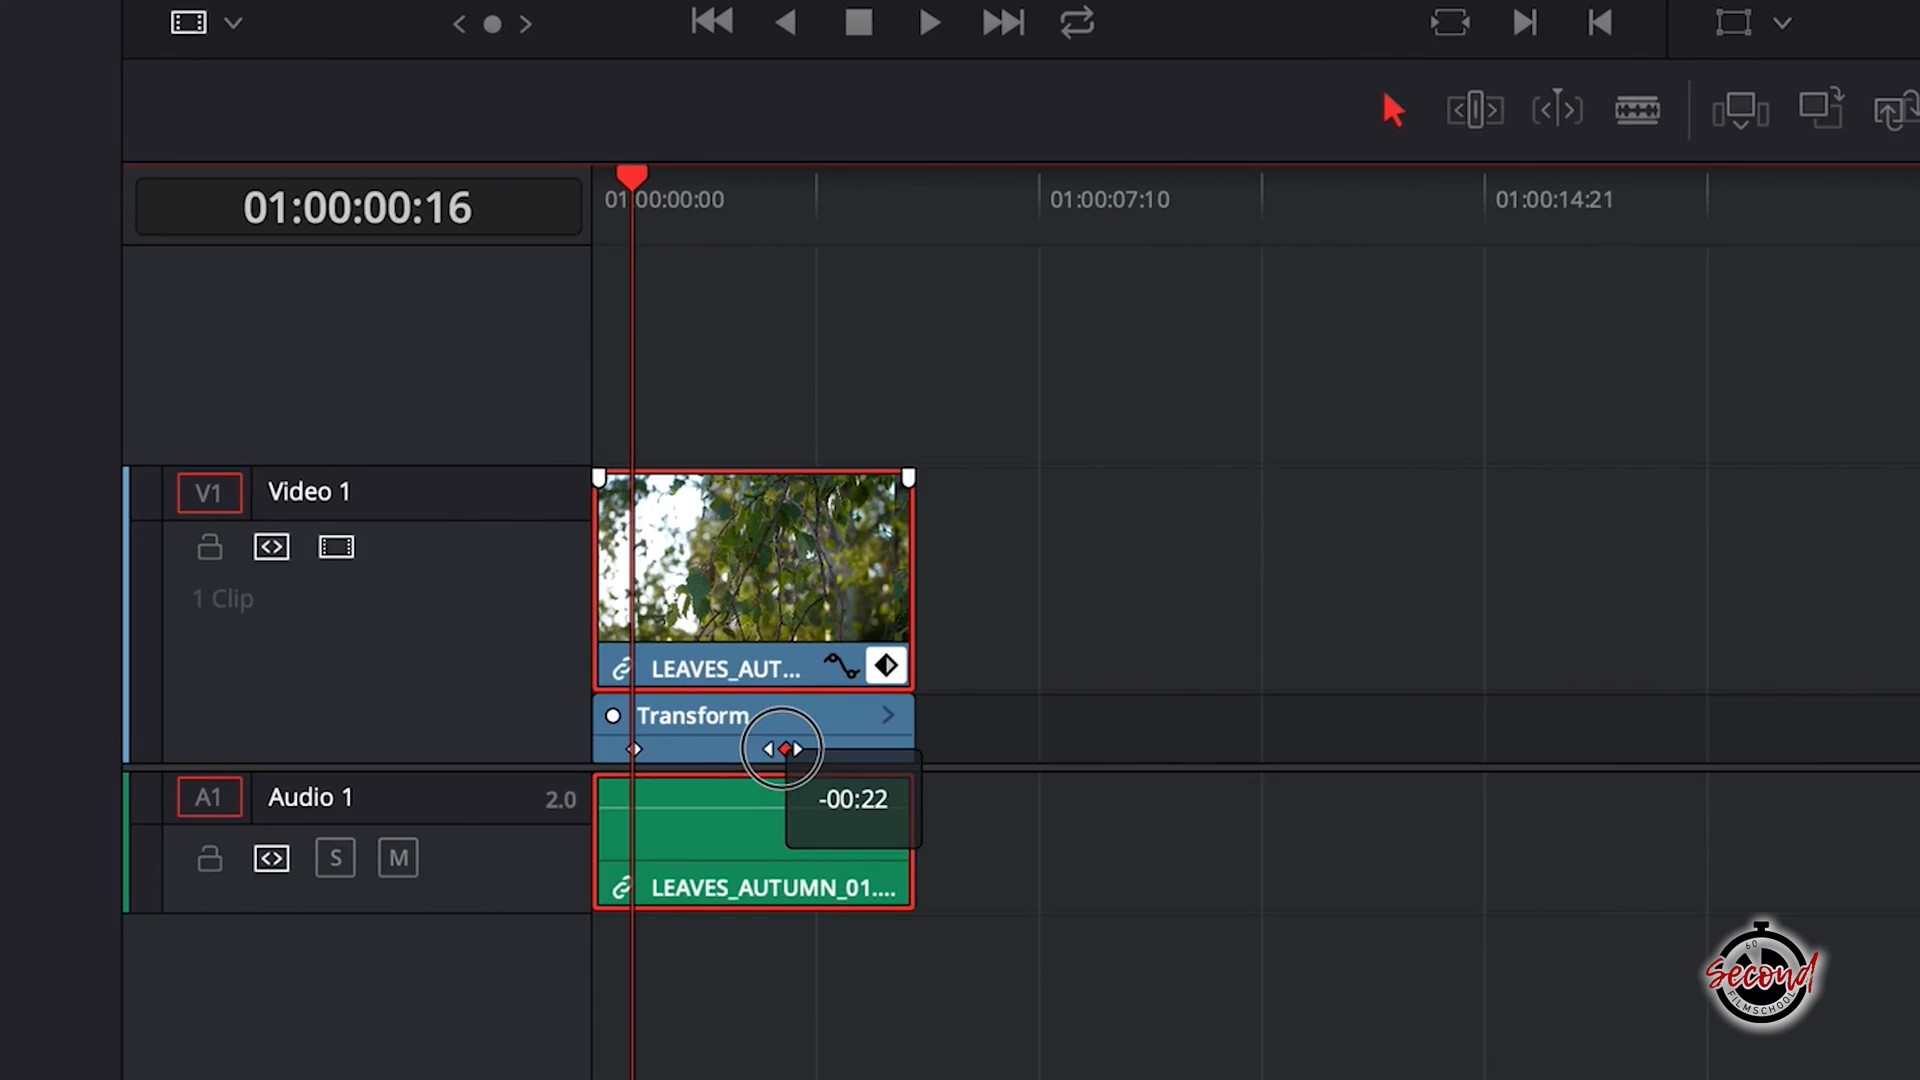 01:00:00:16
01:00:00:00
01:00:07:10
01:00:14:21
V1
Video 1
1 Clip
LEAVES_AUT...
Transform
A1
Audio 1
2.0
-00:22
S
M
LEAVES_AUTUMN_01....
60
Second
FILMSCHOOL